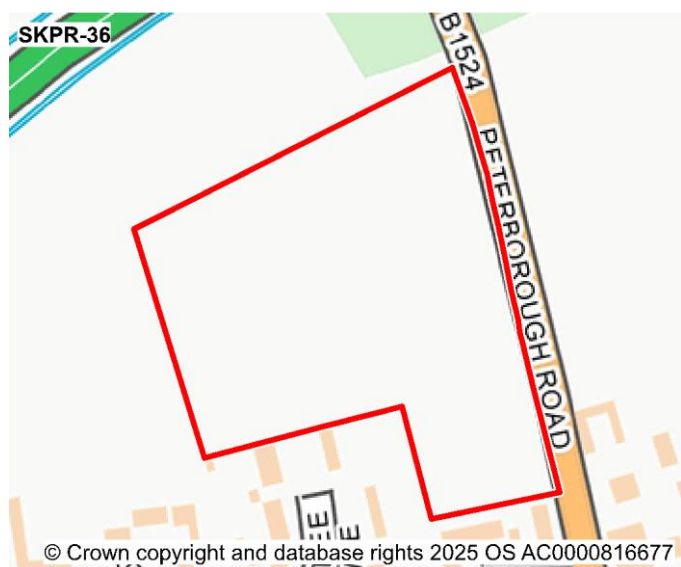 SKPR-36
B1524
PETERBOROUGH ROAD
© Crown copyright and database rights 2025 OS AC0000816677